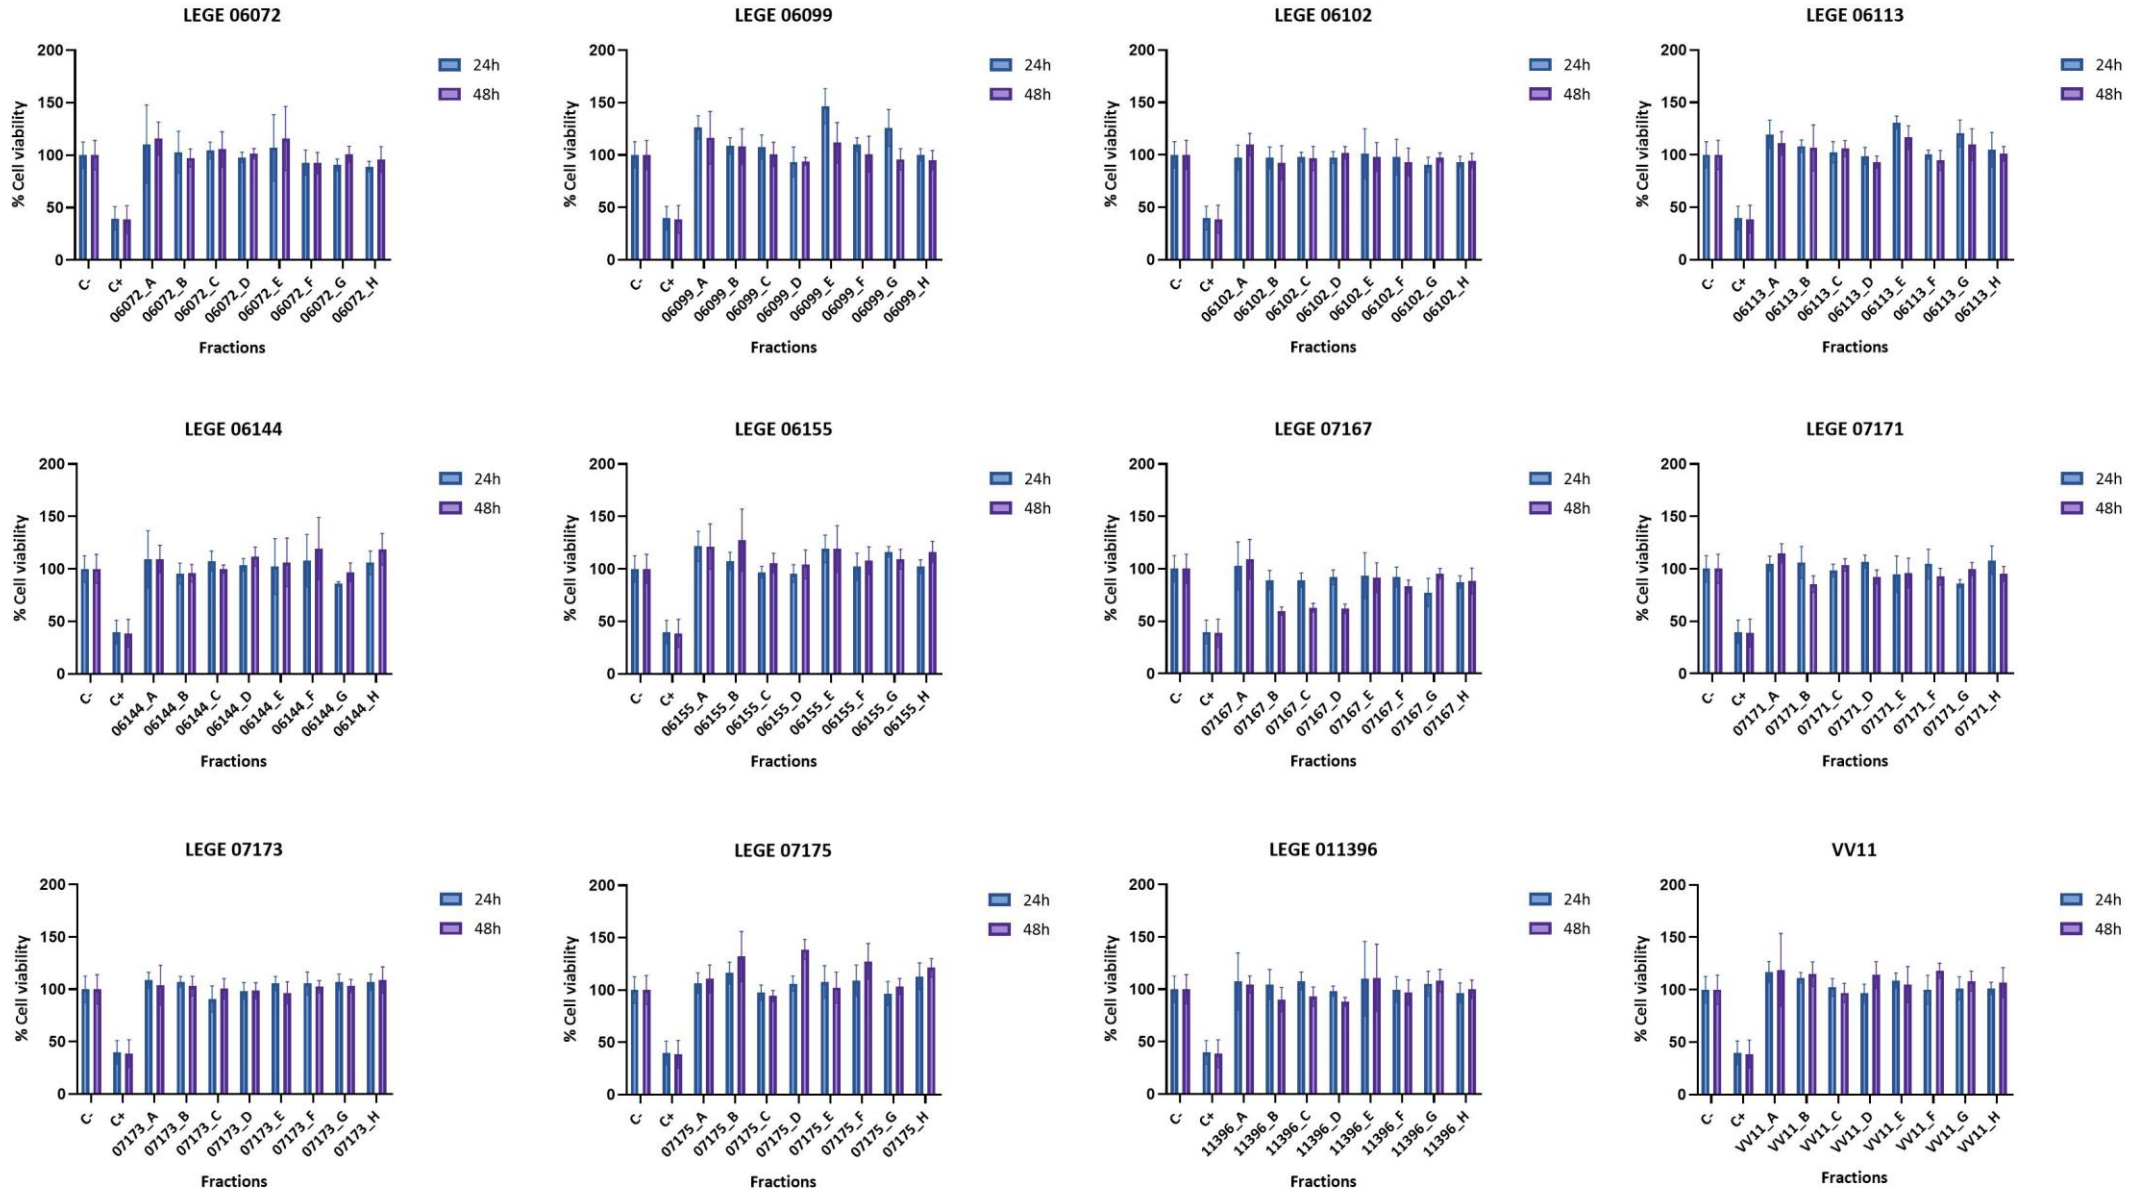 LEGE 06072
% Cell viability
200
150
100
50
0
24h
48h
C-
C+
06072_A
06072_B
06072_C
06072_D
06072_E
06072_F
06072_G
06072_H
Fractions
LEGE 06099
% Cell viability
200
150
100
50
0
24h
48h
C-
C+
06099_A
06099_B
06099_C
06099_D
06099_E
06099_F
06099_G
06099_H
Fractions
LEGE 06102
% Cell viability
200
150
100
50
0
24h
48h
C-
C+
06102_A
06102_B
06102_C
06102_D
06102_E
06102_F
06102_G
06102_H
Fractions
LEGE 06113
% Cell viability
200
150
100
50
0
24h
48h
C-
C+
06113_A
06113_B
06113_C
06113_D
06113_E
06113_F
06113_G
06113_H
Fractions
LEGE 06144
% Cell viability
200
150
100
50
0
24h
48h
C-
C+
06144_A
06144_B
06144_C
06144_D
06144_E
06144_F
06144_G
06144_H
Fractions
LEGE 06155
% Cell viability
200
150
100
50
0
24h
48h
C-
C+
06155_A
06155_B
06155_C
06155_D
06155_E
06155_F
06155_G
06155_H
Fractions
LEGE 07167
% Cell viability
200
150
100
50
0
24h
48h
C-
C+
07167_A
07167_B
07167_C
07167_D
07167_E
07167_F
07167_G
07167_H
Fractions
LEGE 07171
% Cell viability
200
150
100
50
0
24h
48h
C-
C+
07171_A
07171_B
07171_C
07171_D
07171_E
07171_F
07171_G
07171_H
Fractions
LEGE 07173
% Cell viability
200
150
100
50
0
24h
48h
C-
C+
07173_A
07173_B
07173_C
07173_D
07173_E
07173_F
07173_G
07173_H
Fractions
LEGE 07175
% Cell viability
200
150
100
50
0
24h
48h
C-
C+
07175_A
07175_B
07175_C
07175_D
07175_E
07175_F
07175_G
07175_H
Fractions
LEGE 011396
% Cell viability
200
150
100
50
0
24h
48h
C-
C+
11396_A
11396_B
11396_C
11396_D
11396_E
11396_F
11396_G
11396_H
Fractions
VV11
% Cell viability
200
150
100
50
0
24h
48h
C-
C+
VV11_A
VV11_B
VV11_C
VV11_D
VV11_E
VV11_F
VV11_G
VV11_H
Fractions